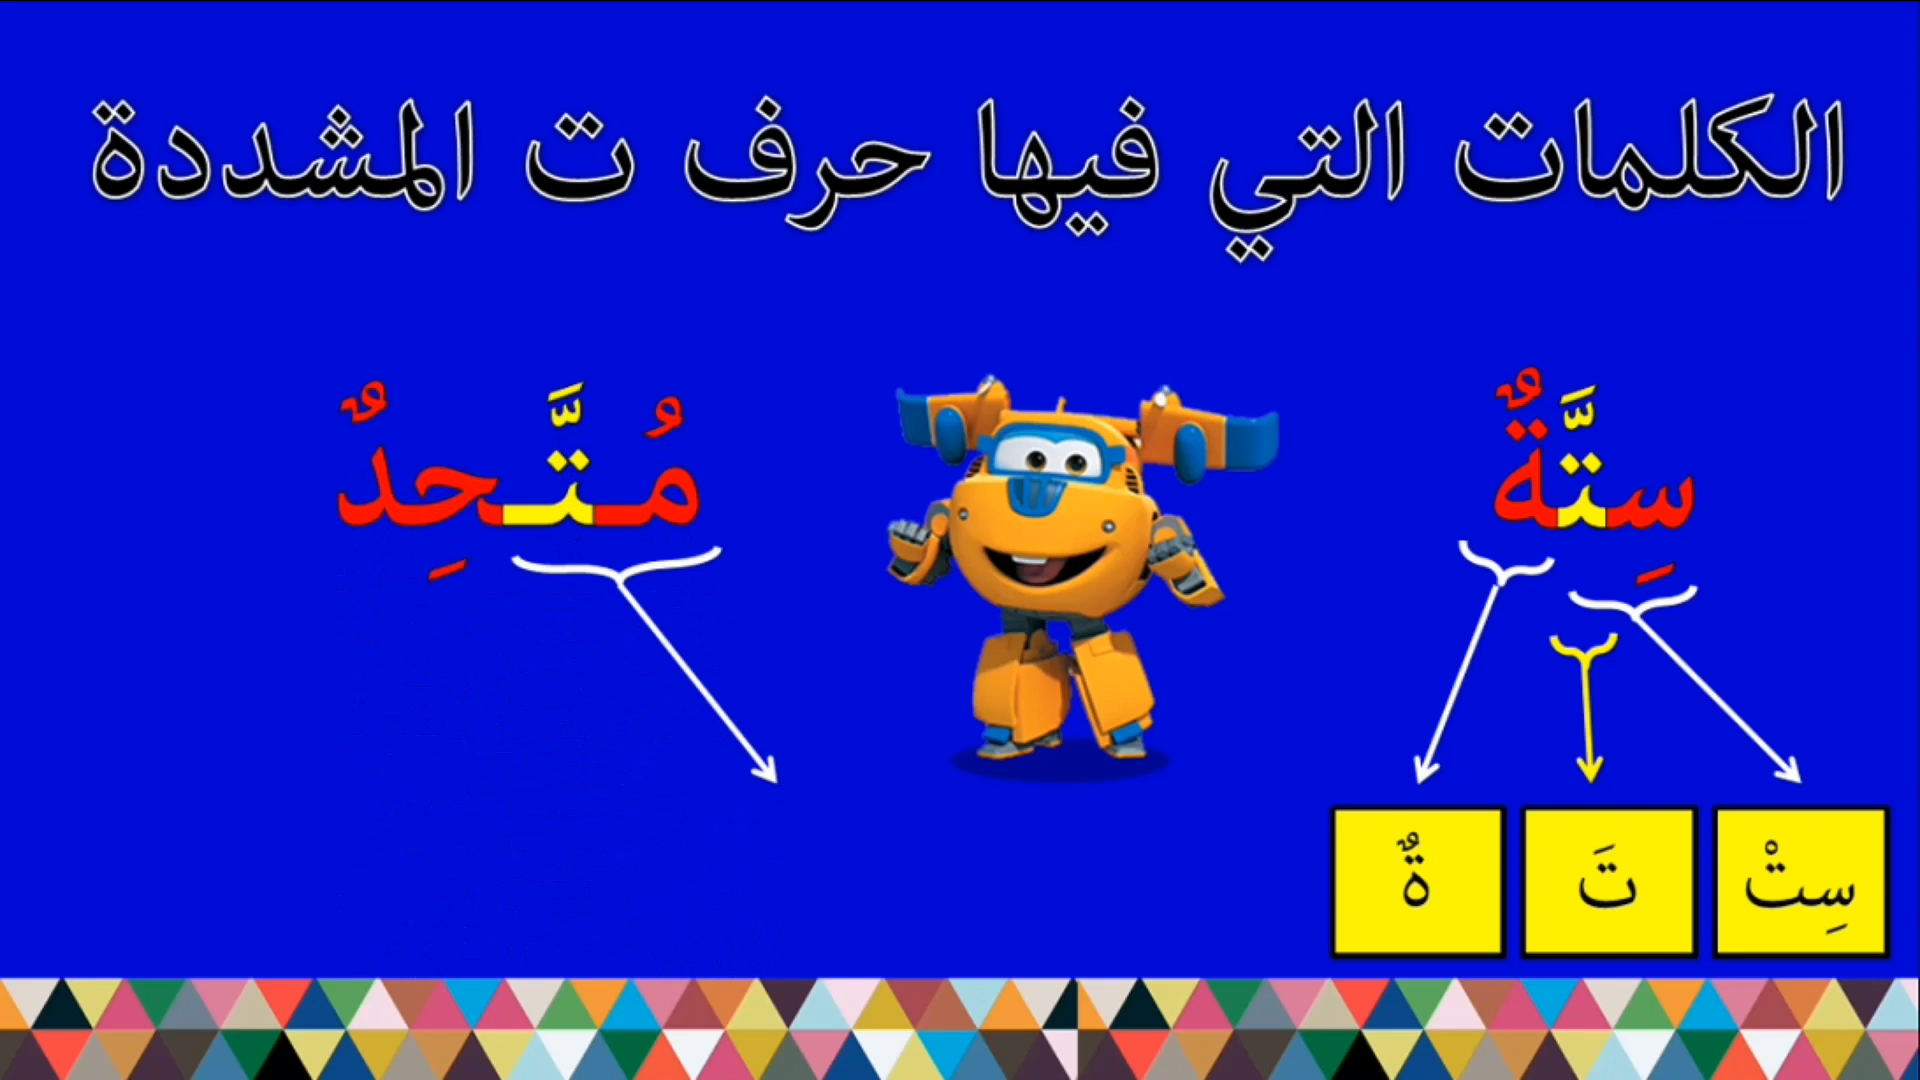 الكلمات التي فيها حرف ت المشددة
سِتَّةٌ
مُتَّحِدٌ
سِتْ
تَ
ةٌ